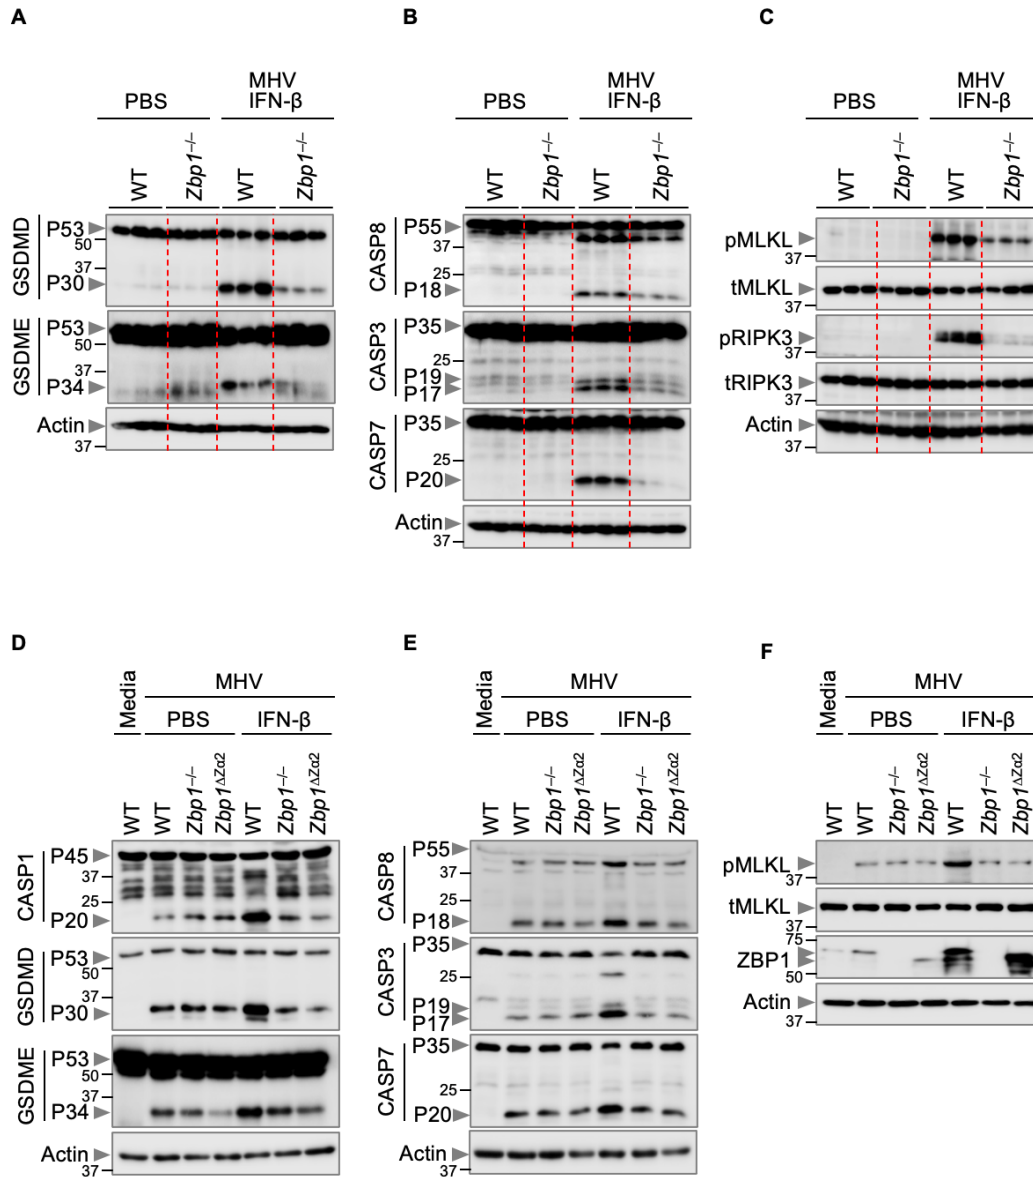 A
MHV
PBS IFN-β
WT Zbp1–/– WT Zbp1–/–
GSDMD P53 50 37 P30
GSDME P53 50 37 P34
Actin 37
B
MHV
PBS IFN-β
WT Zbp1–/– WT Zbp1–/–
CASP8 P55 37 25 P18
CASP3 P35 25 P19 P17
CASP7 P35 25 P20
Actin 37
C
MHV
PBS IFN-β
WT Zbp1–/– WT Zbp1–/–
pMLKL 37
tMLKL 37
pRIPK3 37
tRIPK3 37
Actin 37
D
MHV
Media PBS IFN-β
WT WT Zbp1–/– Zbp1ΔZα2 WT Zbp1–/– Zbp1ΔZα2
CASP1 P45 37 25 P20
GSDMD P53 50 37 P30
GSDME P53 50 37 P34
Actin 37
E
MHV
Media PBS IFN-β
WT WT Zbp1–/– Zbp1ΔZα2 WT Zbp1–/– Zbp1ΔZα2
CASP8 P55 37 25 P18
CASP3 P35 25 P19 P17
CASP7 P35 25 P20
Actin 37
F
MHV
Media PBS IFN-β
WT WT Zbp1–/– Zbp1ΔZα2 WT Zbp1–/– Zbp1ΔZα2
pMLKL 37
tMLKL 37
75 ZBP1 50
Actin 37